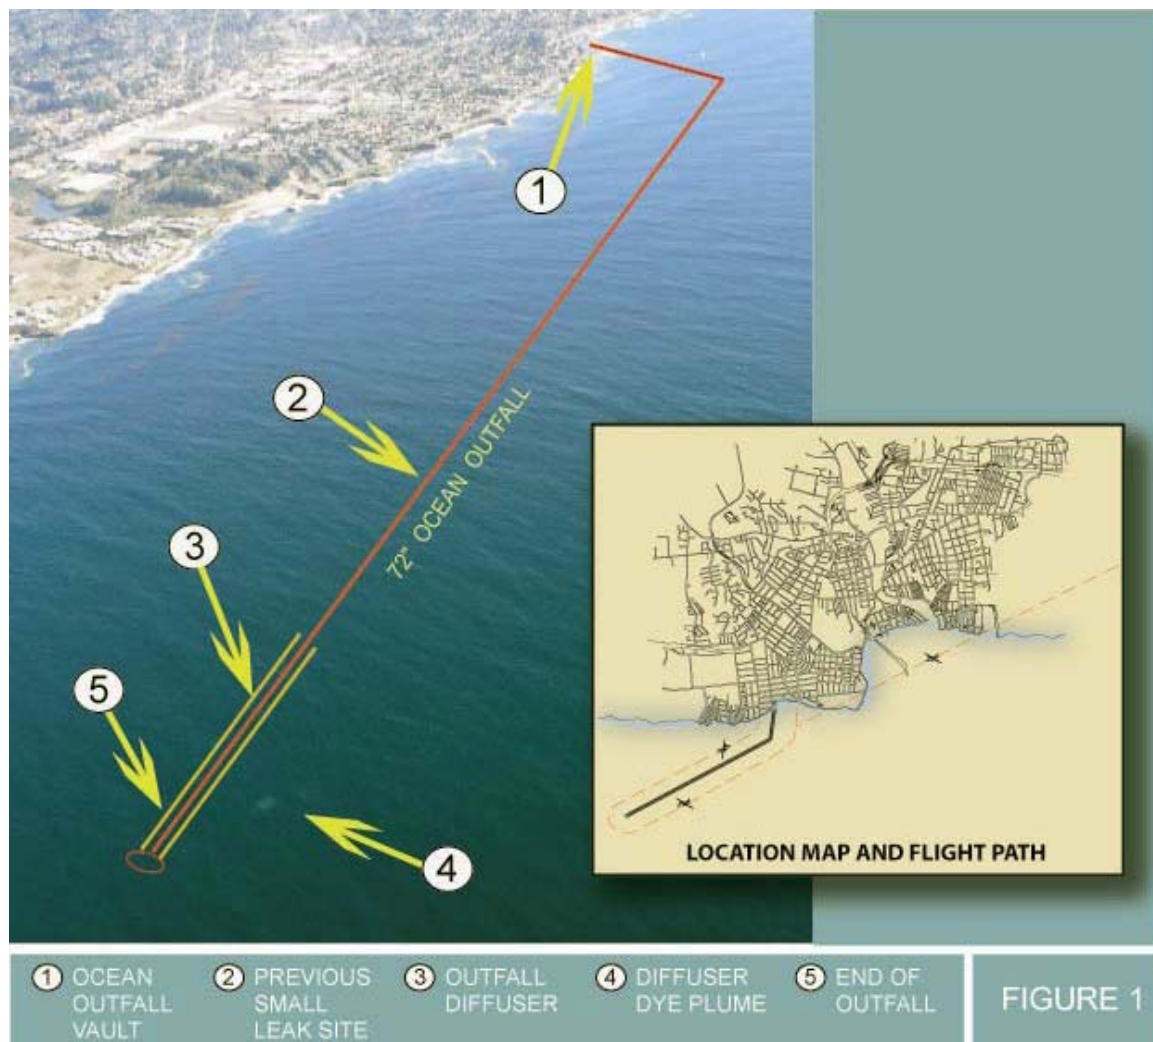 1
2
72" OCEAN OUTFALL
3
5
4
LOCATION MAP AND FLIGHT PATH
1 OCEAN
OUTFALL
VAULT
2 PREVIOUS
SMALL
LEAK SITE
3 OUTFALL
DIFFUSER
4 DIFFUSER
DYE PLUME
5 END OF
OUTFALL
FIGURE 1